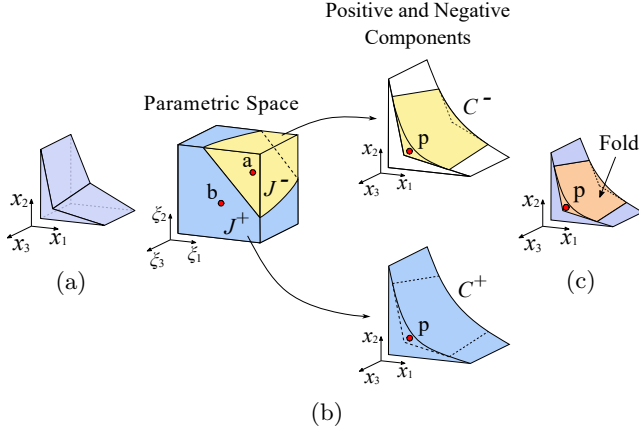 Positive and Negative
Components
Parametric Space
x₂
x₃
x₁
(a)
a
b
J⁻
J⁺
ξ₂
ξ₃
ξ₁
C⁻
p
x₂
x₃
x₁
C⁺
p
x₂
x₃
x₁
(b)
Fold
p
x₂
x₃
x₁
(c)